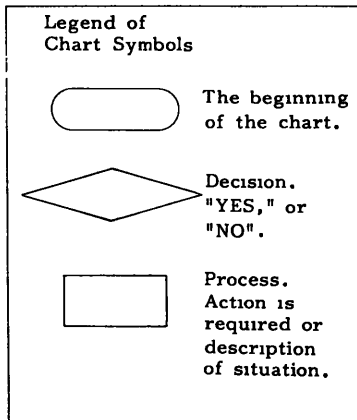 Legend of
Chart Symbols
The beginning
of the chart.
Decision.
"YES," or
"NO".
Process.
Action is
required or
description
of situation.